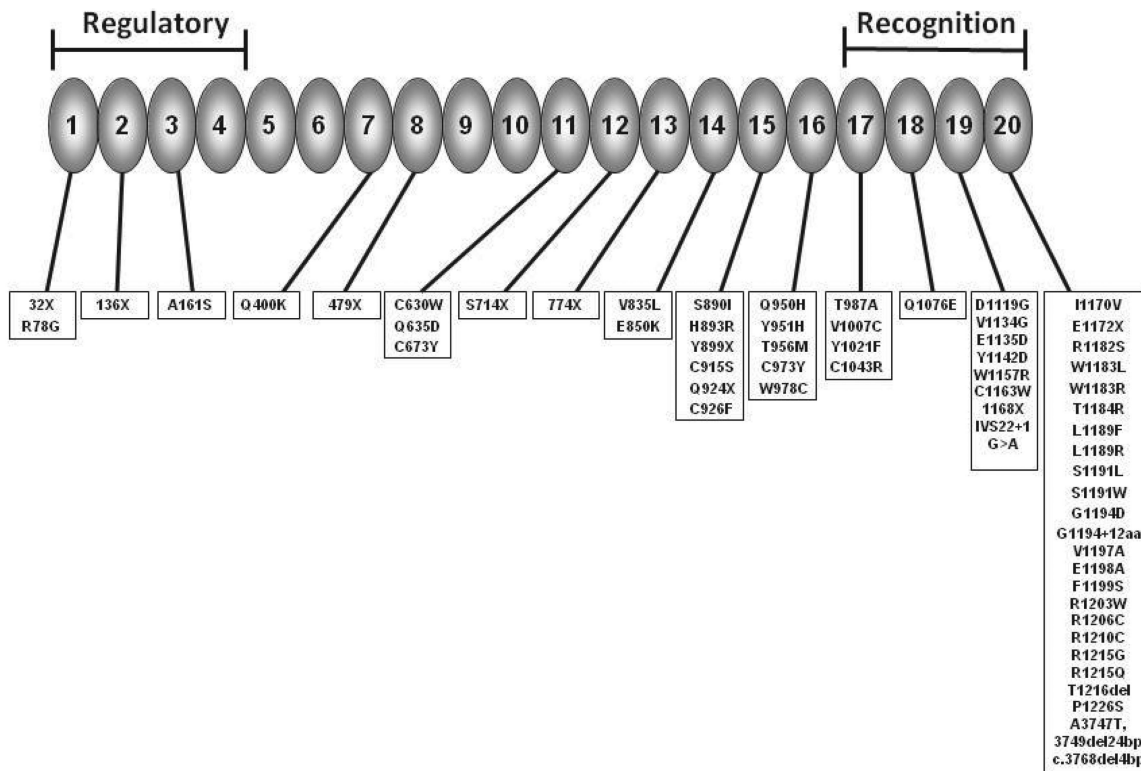 Regulatory
Recognition
1 2 3 4 5 6 7 8 9 10 11 12 13 14 15 16 17 18 19 20
32X
R78G
136X
A161S
Q400K
479X
C630W
Q635D
C673Y
S714X
774X
V835L
E850K
S890I
H893R
Y899X
C915S
Q924X
C926F
Q950H
Y951H
T956M
C973Y
W978C
T987A
V1007C
Y1021F
C1043R
Q1076E
D1119G
V1134G
E1135D
Y1142D
W1157R
C1163W
1168X
IVS22+1
G>A
I1170V
E1172X
R1182S
W1183L
W1183R
T1184R
L1189F
L1189R
S1191L
S1191W
G1194D
G1194+12aa
V1197A
E1198A
F1199S
R1203W
R1206C
R1210C
R1215G
R1215Q
T1216del
P1226S
A3747T,
3749del24bp
c.3768del4bp